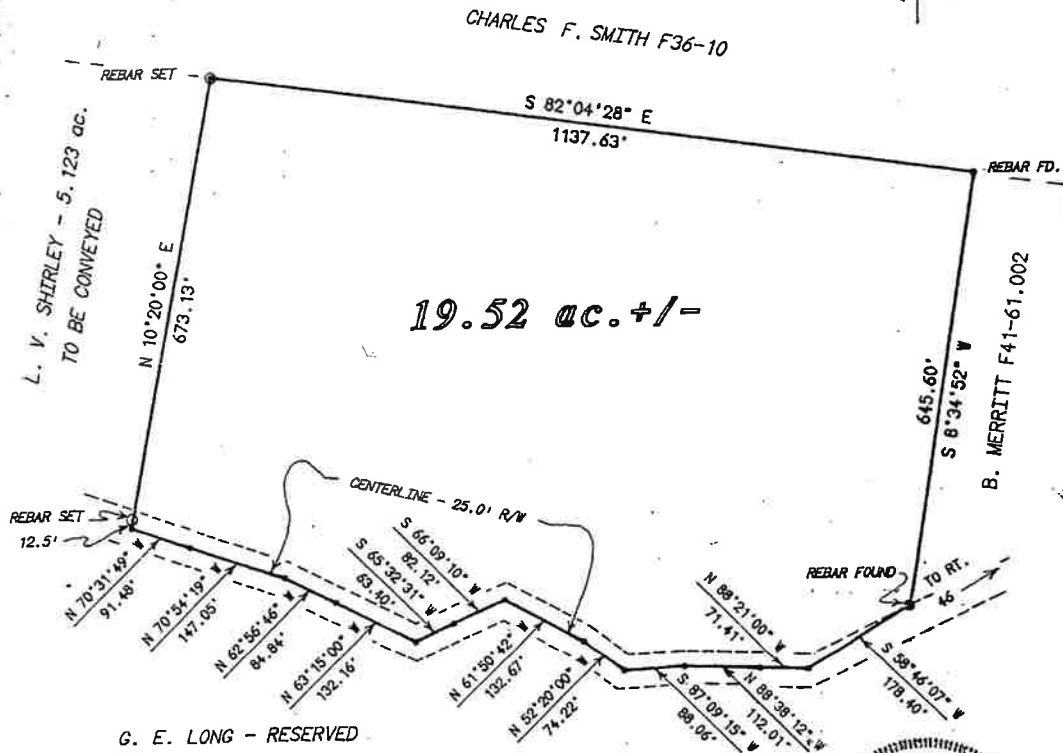 CHARLES F. SMITH F36-10
REBAR SET
S 82°04'28" E
1137.63'
REBAR FD.
L. V. SHIRLEY - 5.123 ac.
TO BE CONVEYED
N 10°20'00" E
673.13'
19.52 ac.+/-
645.60'
S 8°34'52" W
B. MERRITT F41-61.002
CENTERLINE - 25.0' R/W
REBAR SET
12.5'
REBAR FOUND
TO RT.
46
N 70°31'49" W
91.48'
N 70°54'19" W
147.05'
N 62°56'46" W
84.84'
N 63°15'00" W
132.16'
S 65°32'31" W
63.40'
S 66°09'10" W
82.12'
N 61°50'42" W
132.67'
N 52°20'00" W
74.22'
S 87°09'15" W
88.06'
N 88°38'12" W
112.01'
N 88°21'00" W
71.41'
S 58°46'07" W
178.40'
G. E. LONG - RESERVED